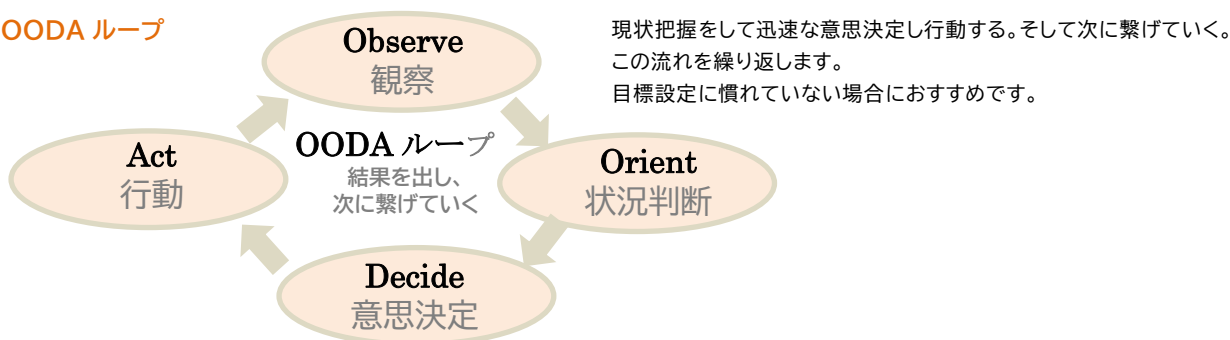 OODA ループ
現状把握をして迅速な意思決定し行動する。そして次に繋げていく。
この流れを繰り返します。
目標設定に慣れていない場合におすすめです。
Observe
観察
OODA ループ
結果を出し、
次に繋げていく
Act
行動
Orient
状況判断
Decide
意思決定